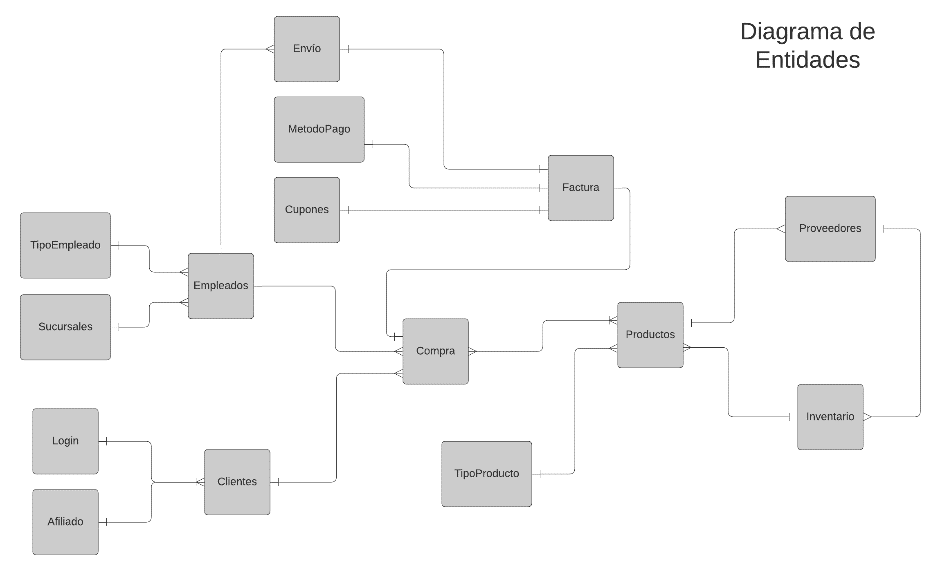 Diagrama de
Entidades
Envío
MetodoPago
Cupones
Factura
TipoEmpleado
Empleados
Sucursales
Proveedores
Productos
Compra
Inventario
Login
Clientes
TipoProducto
Afiliado